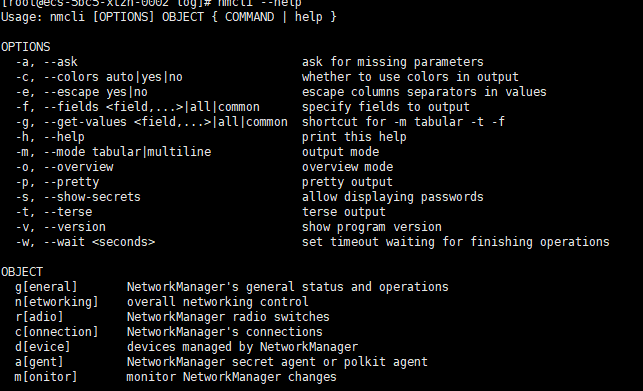 [root@ecs-5bc5-xlzh-0002 log]# nmcli --help
Usage: nmcli [OPTIONS] OBJECT { COMMAND | help }
OPTIONS
-a, --ask ask for missing parameters
-c, --colors auto|yes|no whether to use colors in output
-e, --escape yes|no escape columns separators in values
-f, --fields <field,...>|all|common specify fields to output
-g, --get-values <field,...>|all|common shortcut for -m tabular -t -f
-h, --help print this help
-m, --mode tabular|multiline output mode
-o, --overview overview mode
-p, --pretty pretty output
-s, --show-secrets allow displaying passwords
-t, --terse terse output
-v, --version show program version
-w, --wait <seconds> set timeout waiting for finishing operations
OBJECT
g[eneral] NetworkManager's general status and operations
n[etworking] overall networking control
r[adio] NetworkManager radio switches
c[onnection] NetworkManager's connections
d[evice] devices managed by NetworkManager
a[gent] NetworkManager secret agent or polkit agent
m[onitor] monitor NetworkManager changes